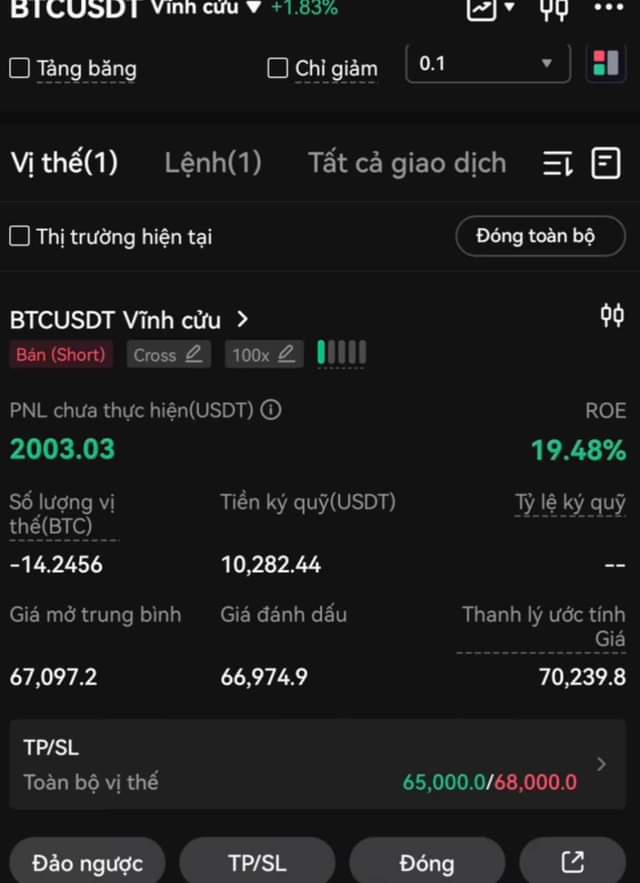 BTCUSDT Vĩnh cửu +1.83%
Tảng băng
Chỉ giảm
0.1
Vị thế(1) Lệnh(1) Tất cả giao dịch
Thị trường hiện tại
Đóng toàn bộ
BTCUSDT Vĩnh cửu
Bán (Short) Cross 100x
PNL chưa thực hiện(USDT) ROE
2003.03 19.48%
Số lượng vị thế(BTC) Tiền ký quỹ(USDT) Tỷ lệ ký quỹ
-14.2456 10,282.44 --
Giá mở trung bình Giá đánh dấu Thanh lý ước tính Giá
67,097.2 66,974.9 70,239.8
TP/SL
Toàn bộ vị thế 65,000.0/68,000.0
Đảo ngược TP/SL Đóng